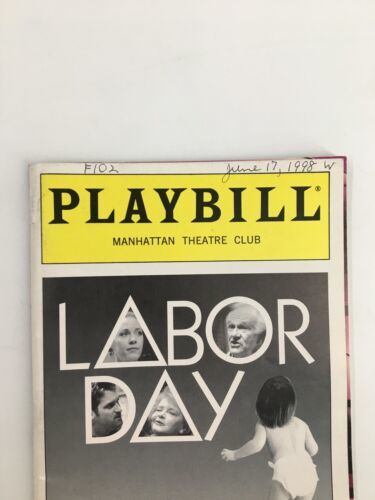 F102 June 17, 1998 W
PLAYBILL®
MANHATTAN THEATRE CLUB
LABOR
DAY